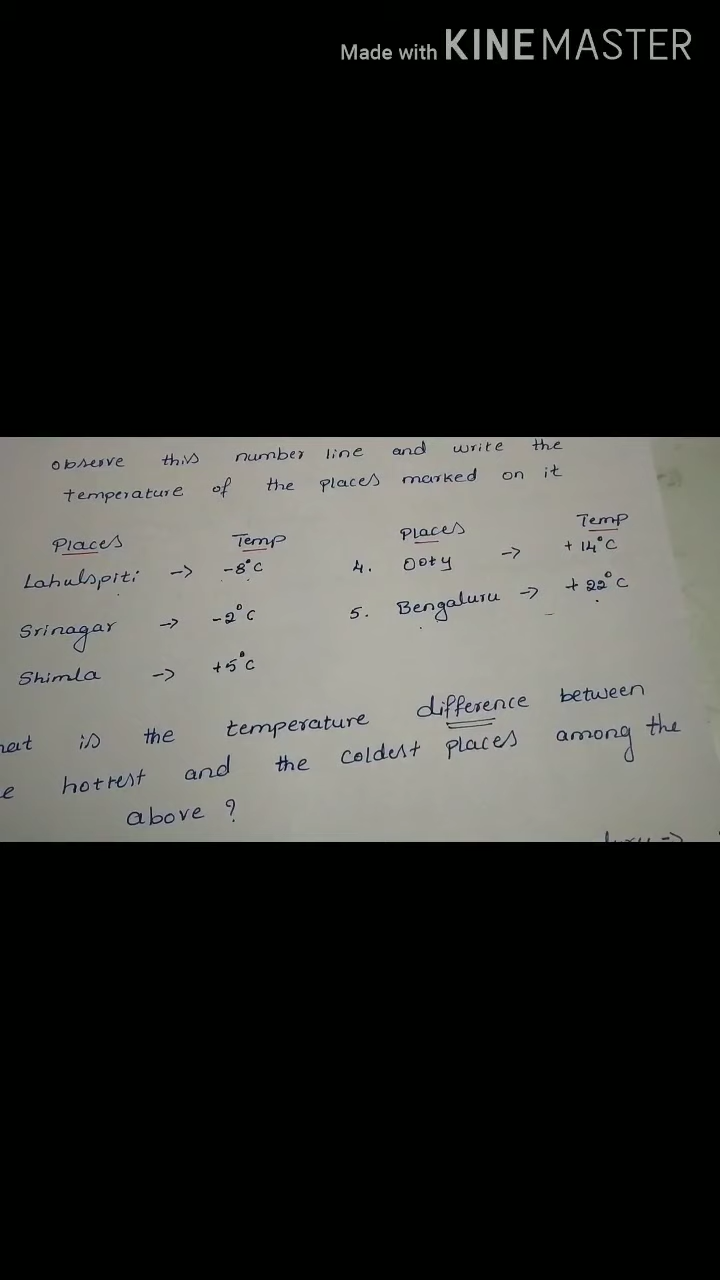 Made with KINEMASTER
observe this number line and write the
temperature of the places marked on it
Places Temp Places Temp
Lahulspiti -> -8°C 4. Ooty -> +14°C
Srinagar -> -2°C 5. Bengaluru -> +22°C
Shimla -> +5°C
is the temperature difference between
hottest and the coldest places among the
above ?